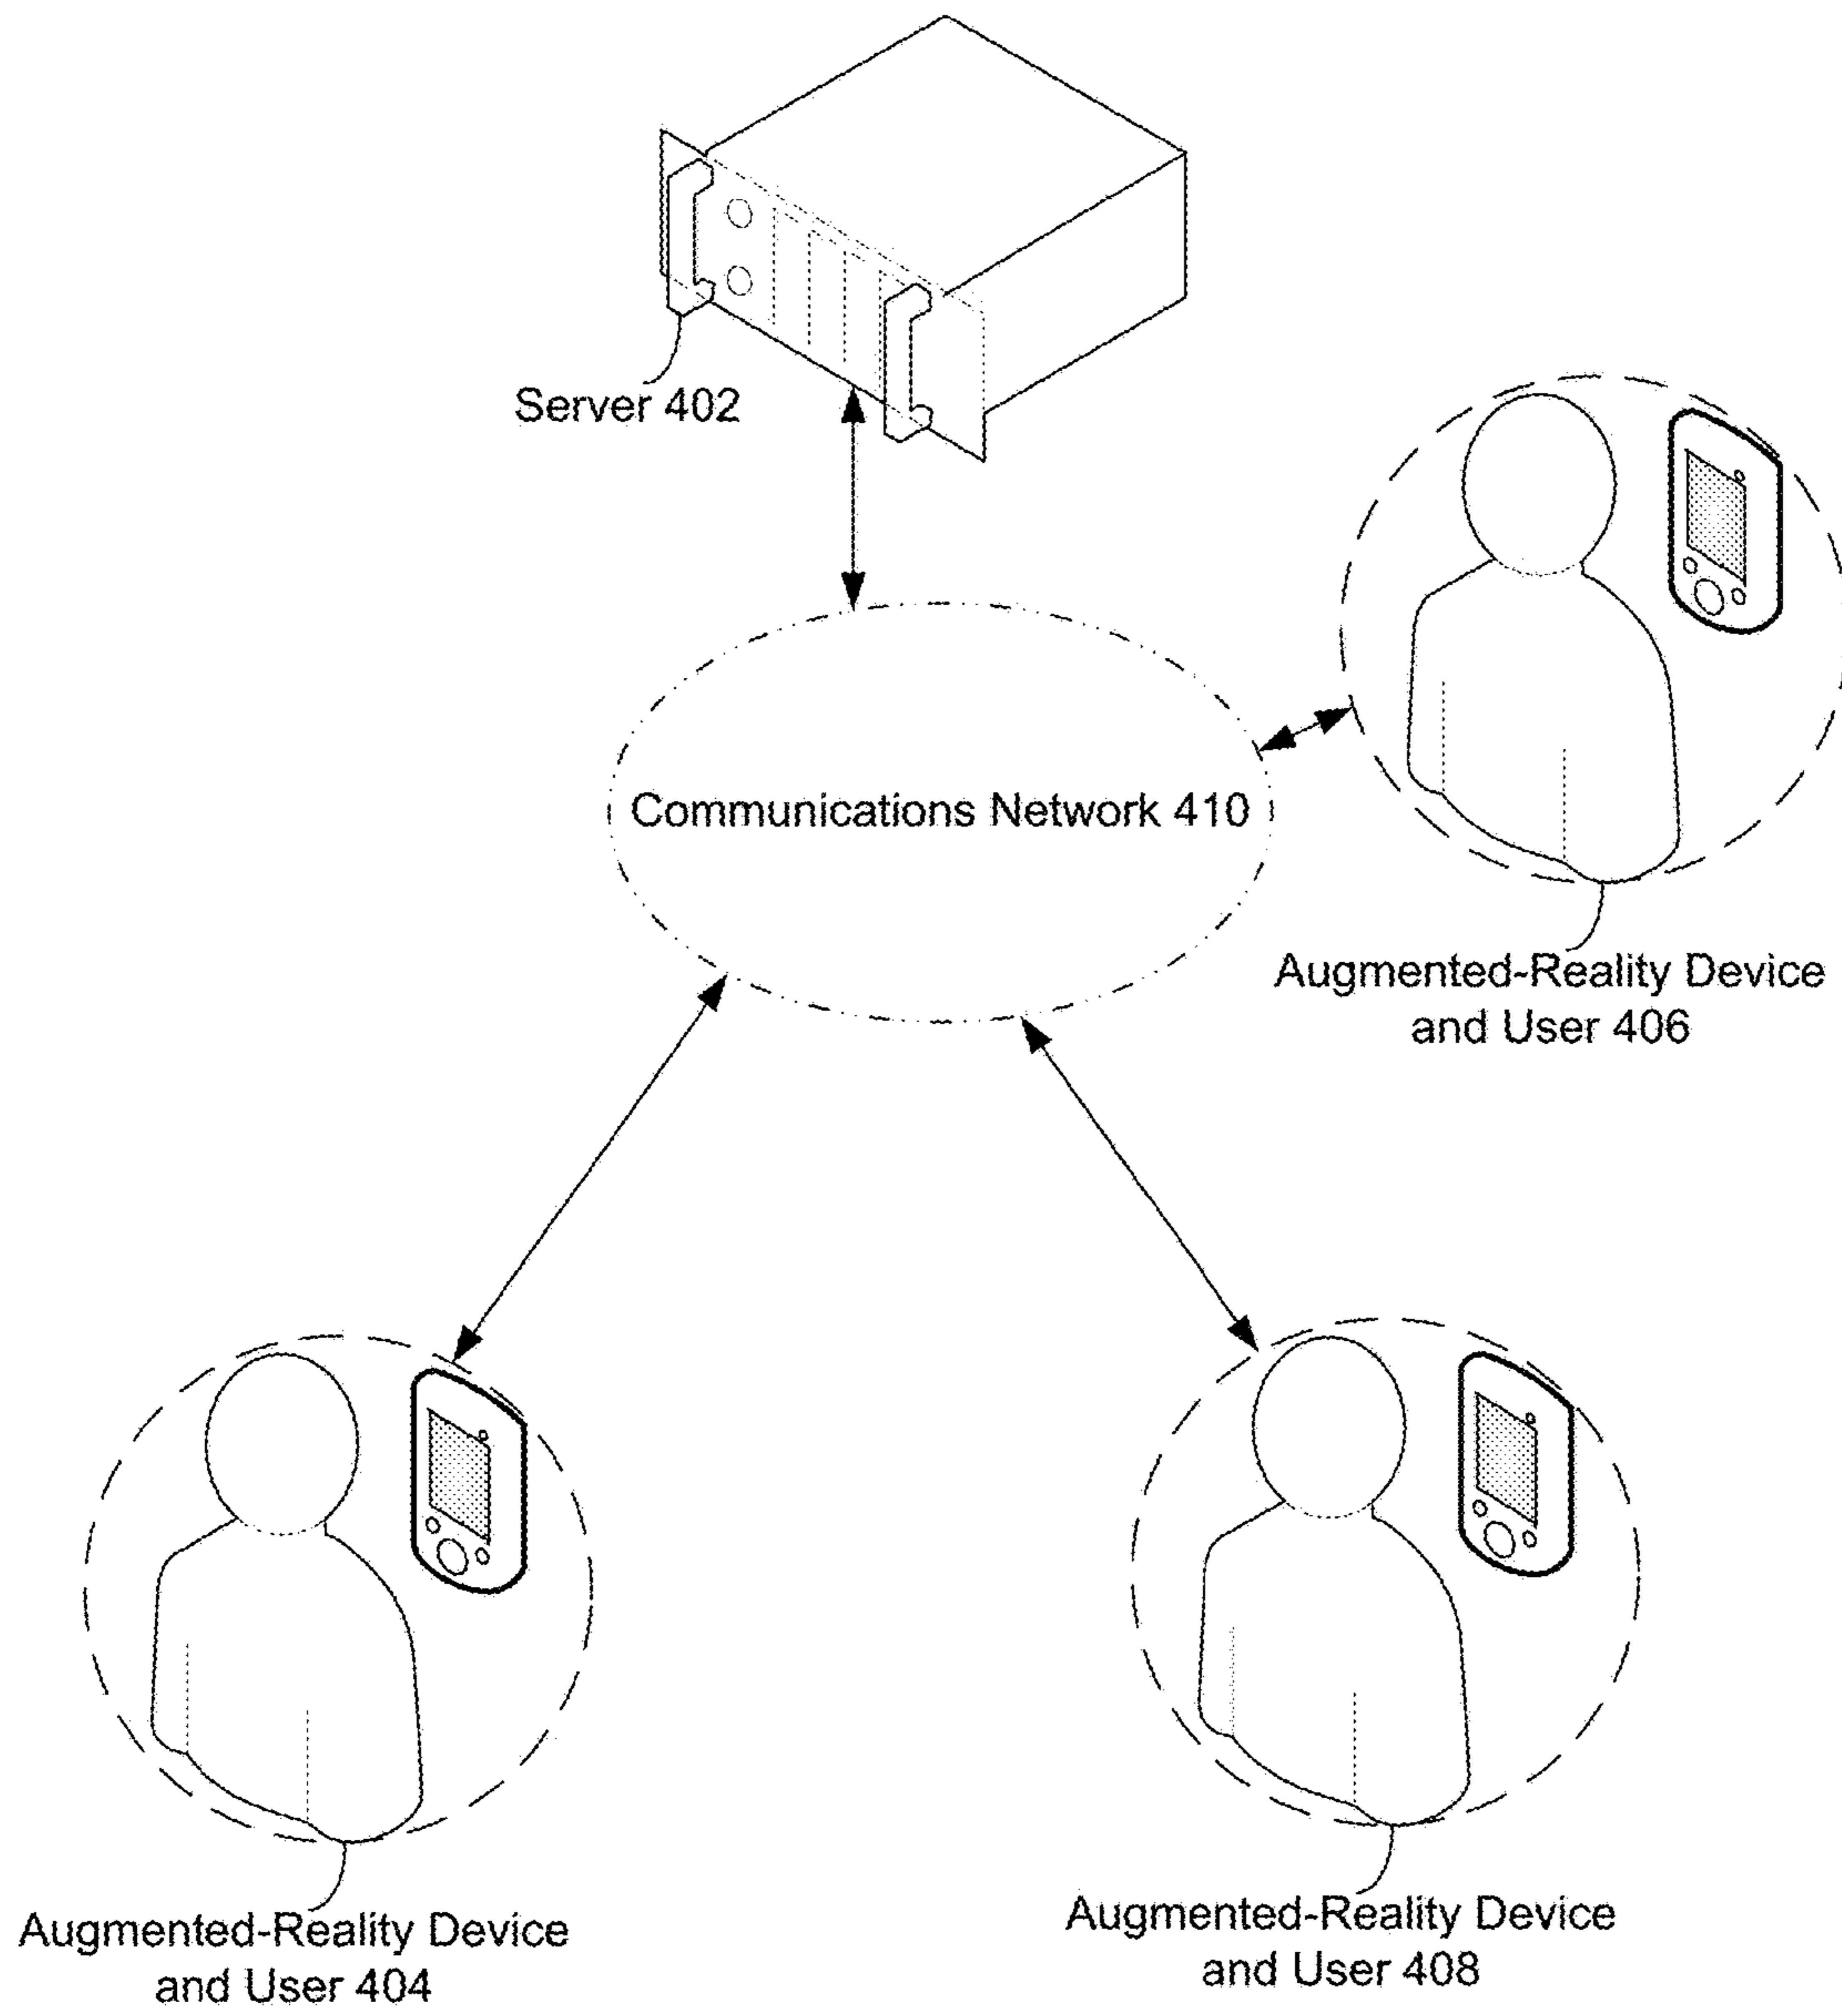 Server 402
Communications Network 410
Augmented-Reality Device
and User 406
Augmented-Reality Device
and User 404
Augmented-Reality Device
and User 408